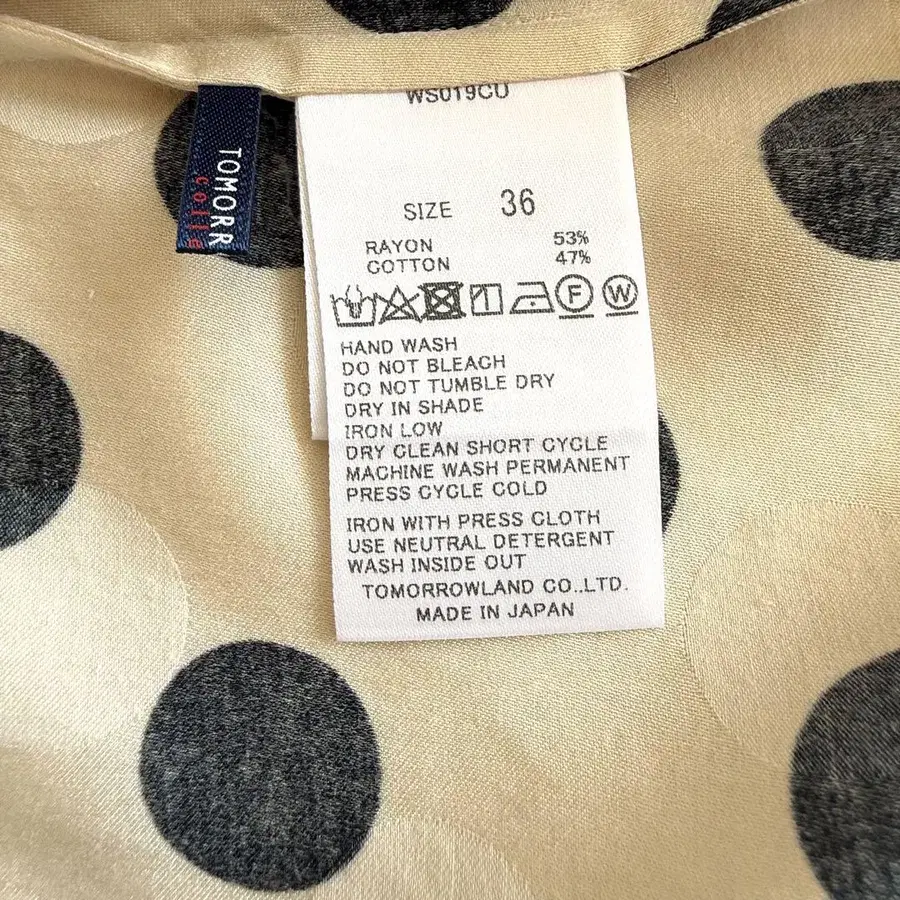 WS019CU
TOMORR
colle
SIZE 36
RAYON 53%
COTTON 47%
F W
HAND WASH
DO NOT BLEACH
DO NOT TUMBLE DRY
DRY IN SHADE
IRON LOW
DRY CLEAN SHORT CYCLE
MACHINE WASH PERMANENT
PRESS CYCLE COLD
IRON WITH PRESS CLOTH
USE NEUTRAL DETERGENT
WASH INSIDE OUT
TOMORROWLAND CO.,LTD.
MADE IN JAPAN